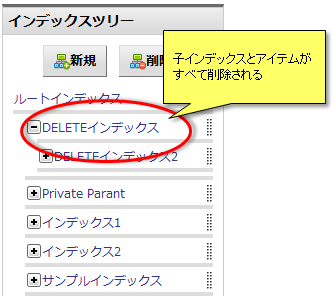 インデックスツリー
新規
削除
子インデックスとアイテムが
すべて削除される
ルートインデックス
DELETEインデックス
DELETEインデックス2
Private Parant
インデックス1
インデックス2
サンプルインデックス